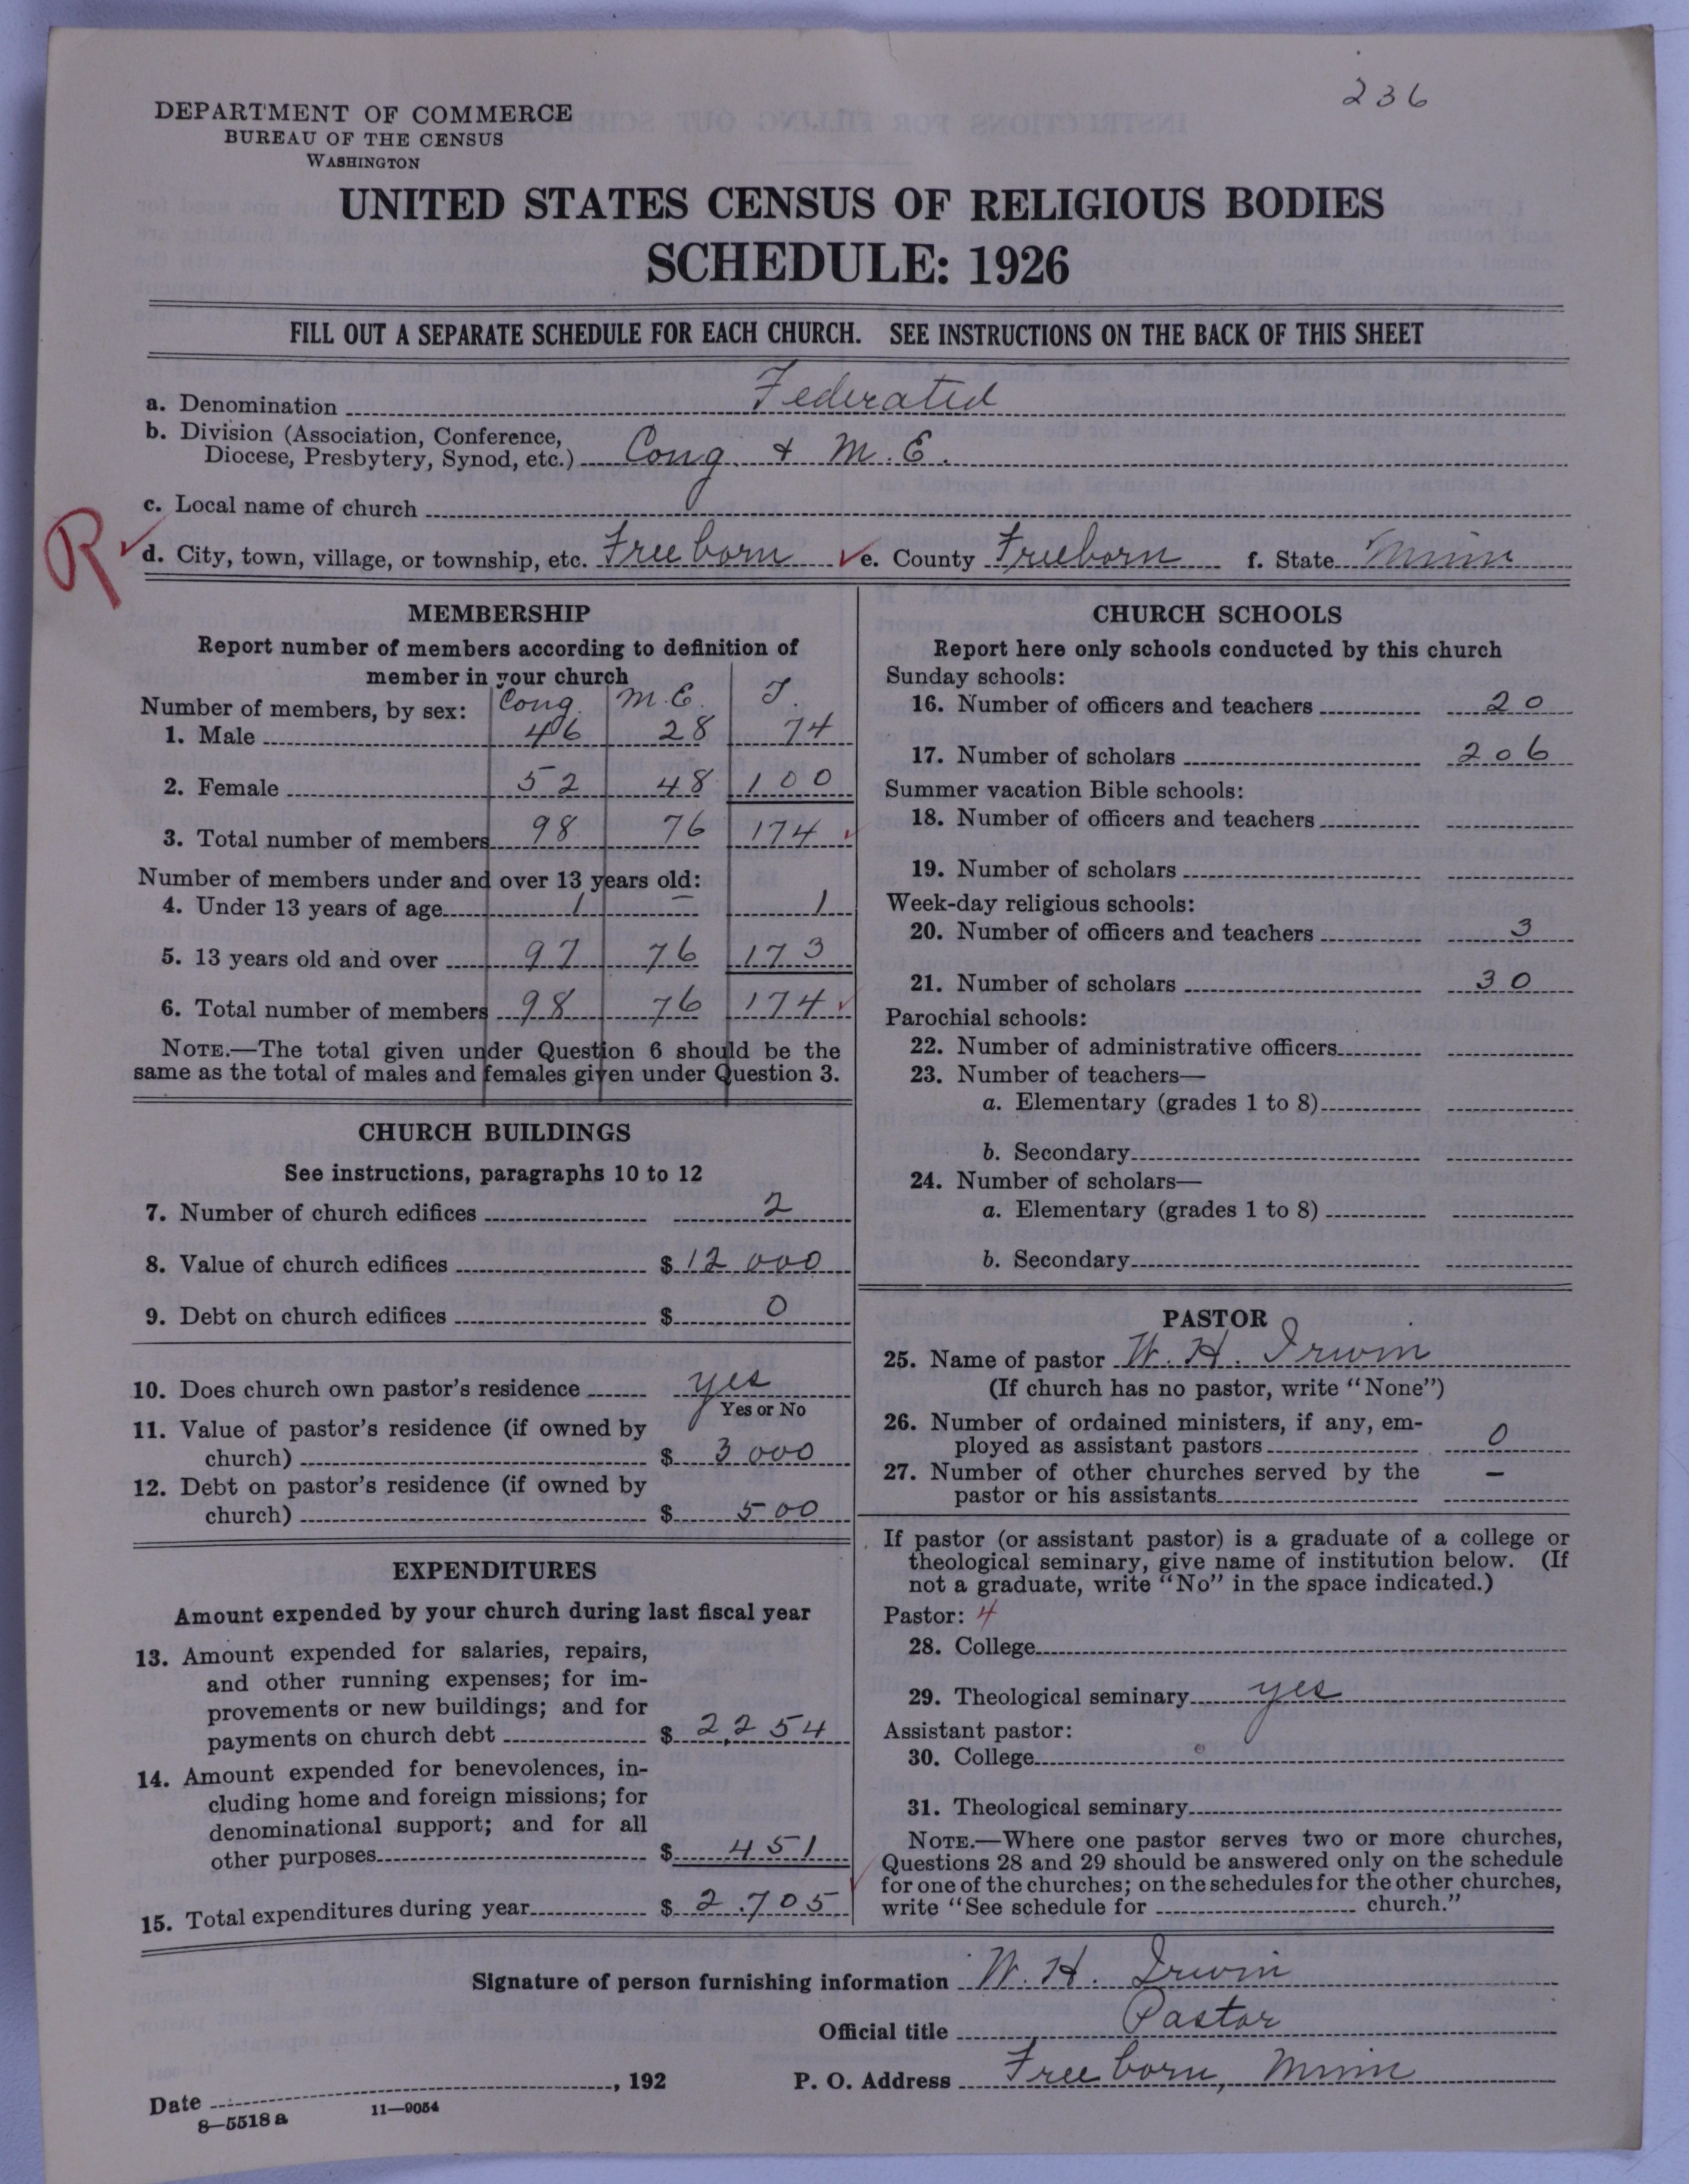 236
DEPARTMENT OF COMMERCE
BUREAU OF THE CENSUS
WASHINGTON
UNITED STATES CENSUS OF RELIGIOUS BODIES
SCHEDULE: 1926
FILL OUT A SEPARATE SCHEDULE FOR EACH CHURCH. SEE INSTRUCTIONS ON THE BACK OF THIS SHEET
a. Denomination Federated
b. Division (Association, Conference,
Diocese, Presbytery, Synod, etc.) Cong. & M.E.
c. Local name of church
R
d. City, town, village, or township, etc. Freeborn e. County Freeborn f. State Minn
MEMBERSHIP
Report number of members according to definition of
member in your church
Cong. M.E. T.
Number of members, by sex:
1. Male 46 28 74
2. Female 52 48 100
3. Total number of members 98 76 174
Number of members under and over 13 years old:
4. Under 13 years of age 1 – 1
5. 13 years old and over 97 76 173
6. Total number of members 98 76 174
NOTE.—The total given under Question 6 should be the
same as the total of males and females given under Question 3.
CHURCH BUILDINGS
See instructions, paragraphs 10 to 12
7. Number of church edifices 2
8. Value of church edifices $ 12 000
9. Debt on church edifices $ 0
10. Does church own pastor's residence yes
Yes or No
11. Value of pastor's residence (if owned by
church) $ 3 000
12. Debt on pastor's residence (if owned by
church) $ 500
EXPENDITURES
Amount expended by your church during last fiscal year
13. Amount expended for salaries, repairs,
and other running expenses; for im-
provements or new buildings; and for
payments on church debt $ 2,254
14. Amount expended for benevolences, in-
cluding home and foreign missions; for
denominational support; and for all
other purposes $ 451
15. Total expenditures during year $ 2,705
CHURCH SCHOOLS
Report here only schools conducted by this church
Sunday schools:
16. Number of officers and teachers 20
17. Number of scholars 206
Summer vacation Bible schools:
18. Number of officers and teachers
19. Number of scholars
Week-day religious schools:
20. Number of officers and teachers 3
21. Number of scholars 30
Parochial schools:
22. Number of administrative officers
23. Number of teachers—
a. Elementary (grades 1 to 8)
b. Secondary
24. Number of scholars—
a. Elementary (grades 1 to 8)
b. Secondary
PASTOR
25. Name of pastor W. H. Irwin
(If church has no pastor, write "None")
26. Number of ordained ministers, if any, em-
ployed as assistant pastors 0
27. Number of other churches served by the
pastor or his assistants –
If pastor (or assistant pastor) is a graduate of a college or
theological seminary, give name of institution below. (If
not a graduate, write "No" in the space indicated.)
Pastor: 4
28. College
29. Theological seminary yes
Assistant pastor:
30. College
31. Theological seminary
NOTE.—Where one pastor serves two or more churches,
Questions 28 and 29 should be answered only on the schedule
for one of the churches; on the schedules for the other churches,
write "See schedule for church."
Signature of person furnishing information W. H. Irwin
Official title Pastor
Date , 192 P. O. Address Freeborn, Minn
8—5518 a 11—9054